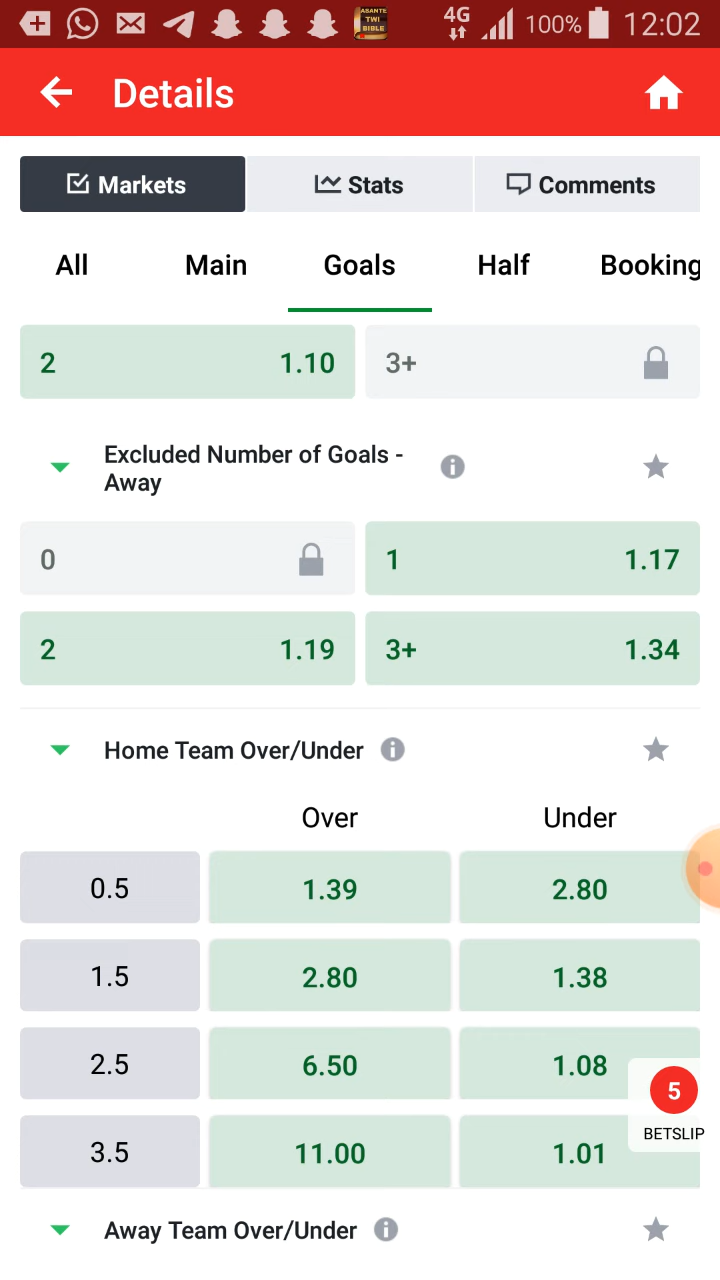 4G 100% 12:02
ASANTE
TWI
BIBLE
Details
Markets Stats Comments
All Main Goals Half Booking
2 1.10 3+
Excluded Number of Goals -
Away
0 1 1.17
2 1.19 3+ 1.34
Home Team Over/Under
Over Under
0.5 1.39 2.80
1.5 2.80 1.38
2.5 6.50 1.08
5
BETSLIP
3.5 11.00 1.01
Away Team Over/Under